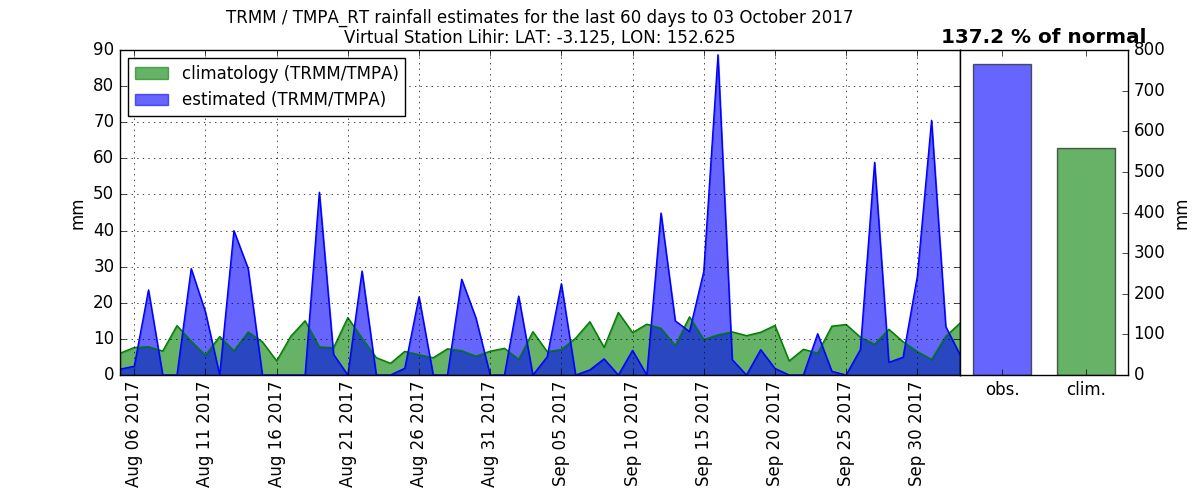 TRMM / TMPA_RT rainfall estimates for the last 60 days to 03 October 2017
Virtual Station Lihir: LAT: -3.125, LON: 152.625
137.2 % of normal
climatology (TRMM/TMPA)
estimated (TRMM/TMPA)
mm
90
80
70
60
50
40
30
20
10
0
Aug 06 2017
Aug 11 2017
Aug 16 2017
Aug 21 2017
Aug 26 2017
Aug 31 2017
Sep 05 2017
Sep 10 2017
Sep 15 2017
Sep 20 2017
Sep 25 2017
Sep 30 2017
obs.
clim.
800
700
600
500
400
300
200
100
0
mm